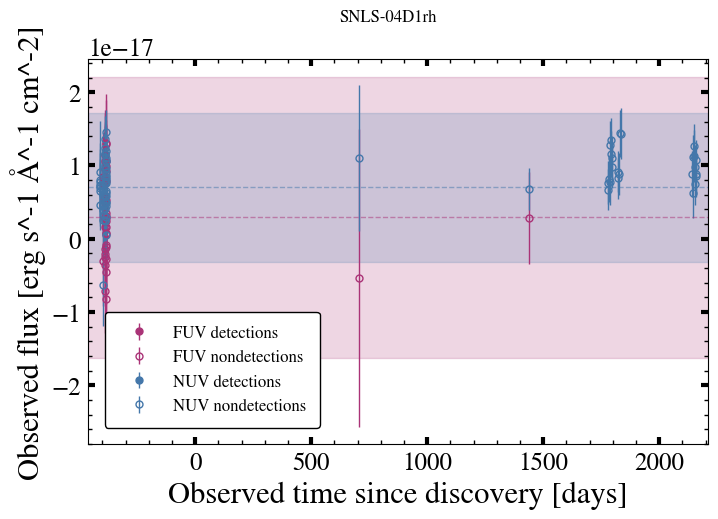 SNLS-04D1rh
1e−17
Observed flux [erg s^-1 Å^-1 cm^-2]
2
1
0
−1
−2
FUV detections
FUV nondetections
NUV detections
NUV nondetections
0 500 1000 1500 2000
Observed time since discovery [days]